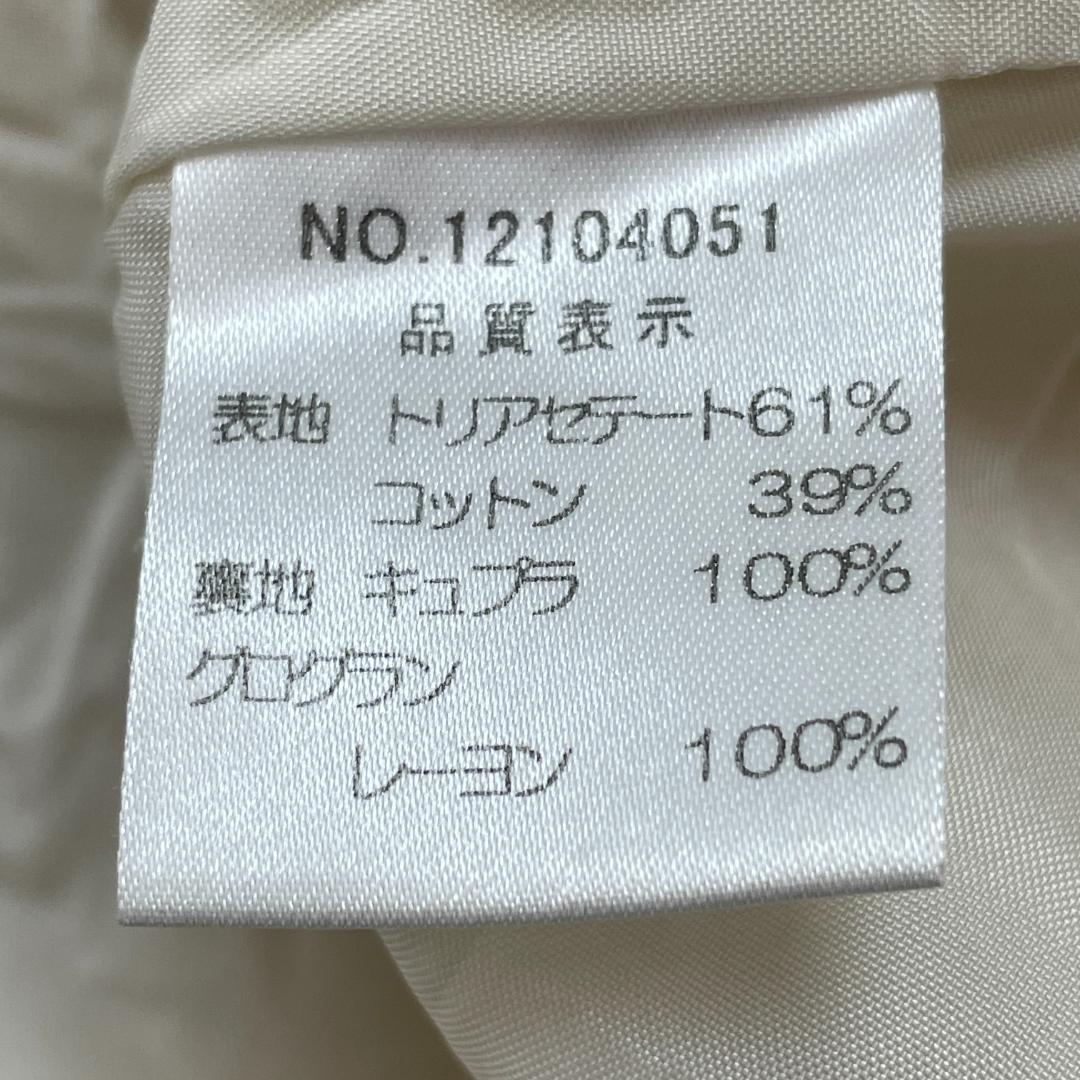 NO.12104051
品質表示
表地 トリアセテート61%
コットン 39%
裏地 キュプラ 100%
グログラン
レーヨン 100%